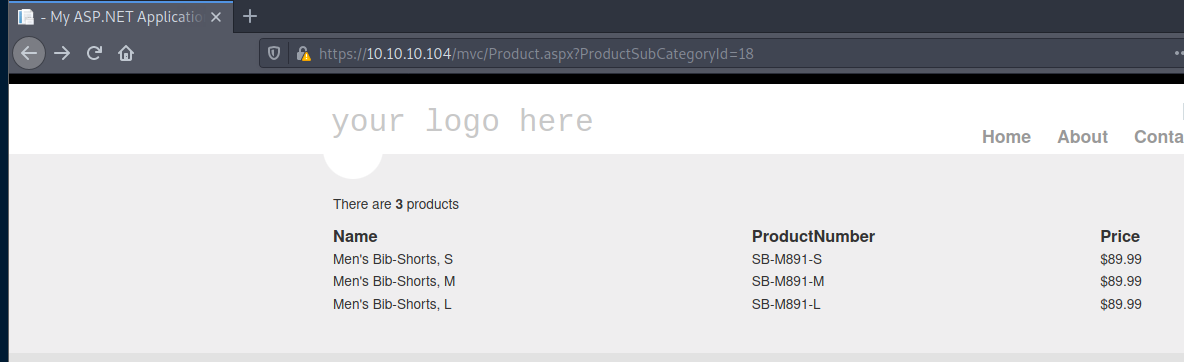 - My ASP.NET Applicatio
https://10.10.10.104/mvc/Product.aspx?ProductSubCategoryId=18
your logo here
Home About Conta
There are 3 products
Name ProductNumber Price
Men's Bib-Shorts, S SB-M891-S $89.99
Men's Bib-Shorts, M SB-M891-M $89.99
Men's Bib-Shorts, L SB-M891-L $89.99